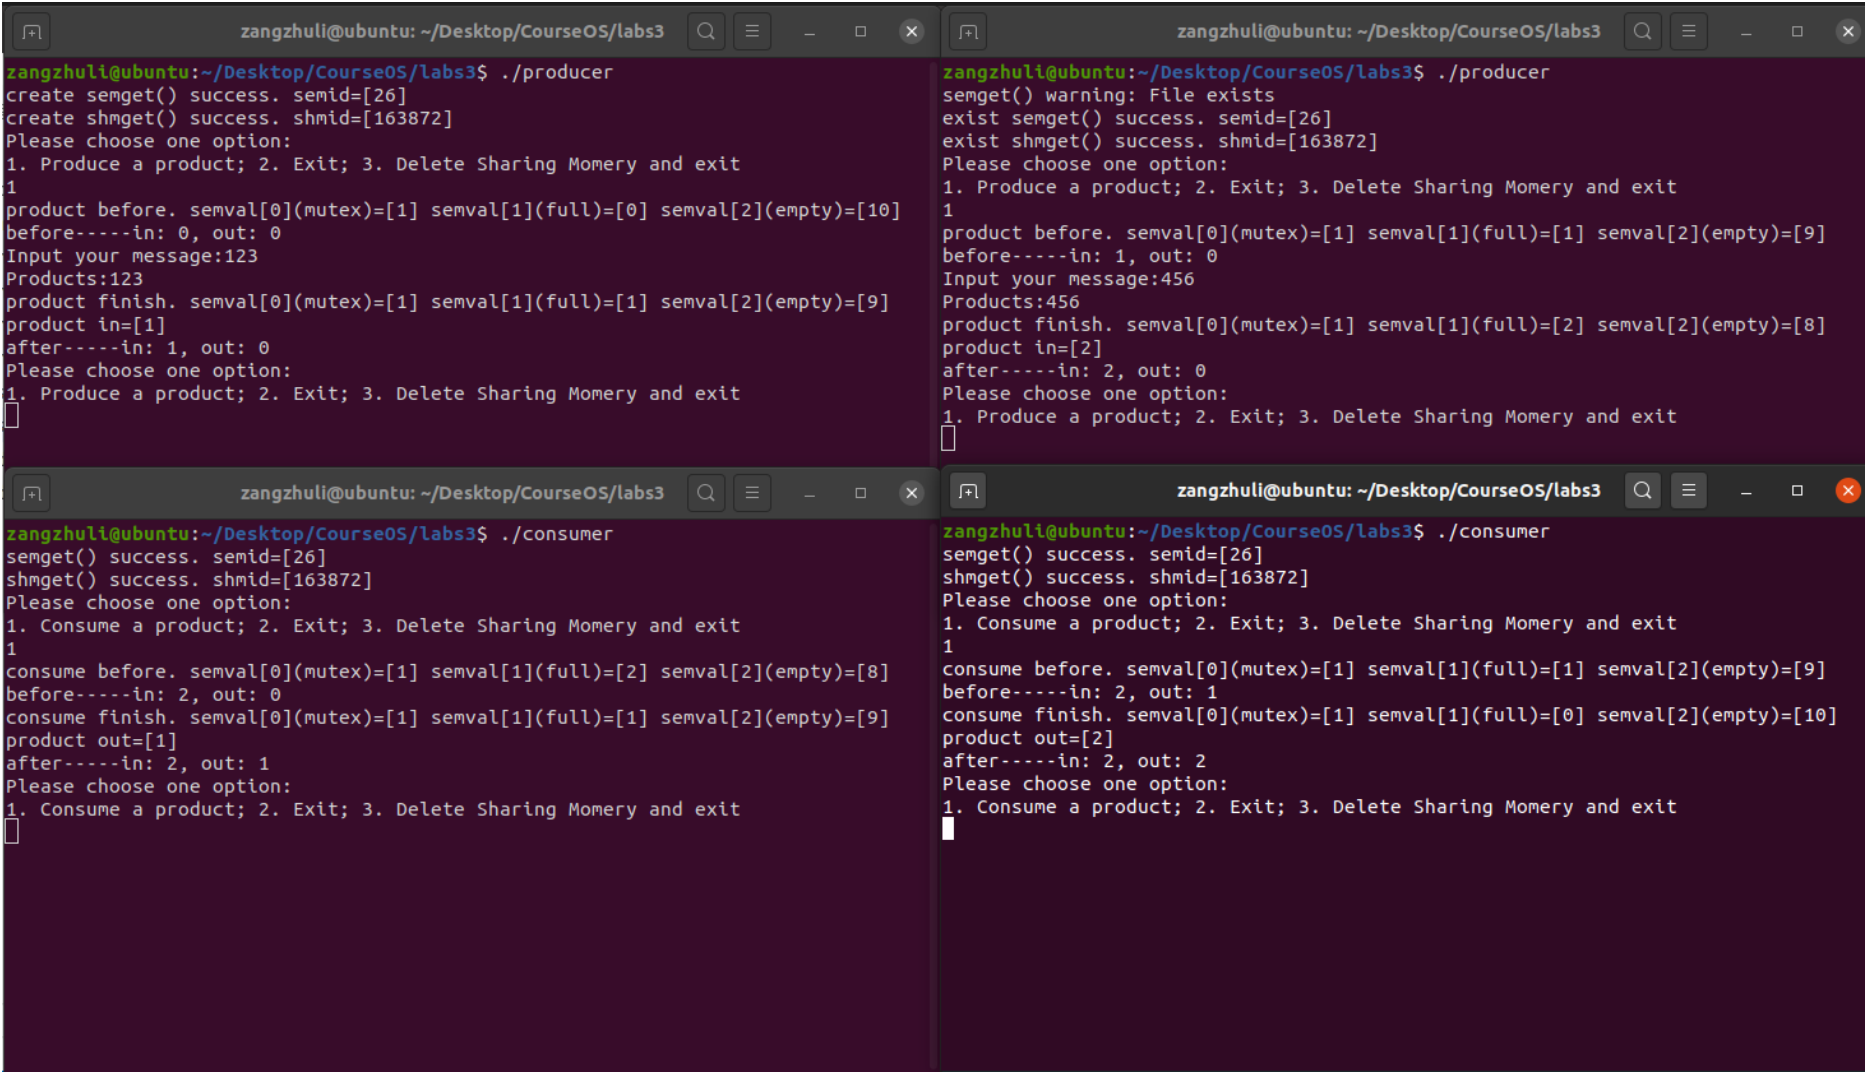 zangzhuli@ubuntu: ~/Desktop/CourseOS/labs3
zangzhuli@ubuntu:~/Desktop/CourseOS/labs3$ ./producer
create semget() success. semid=[26]
create shmget() success. shmid=[163872]
Please choose one option:
1. Produce a product; 2. Exit; 3. Delete Sharing Momery and exit
1
product before. semval[0](mutex)=[1] semval[1](full)=[0] semval[2](empty)=[10]
before-----in: 0, out: 0
Input your message:123
Products:123
product finish. semval[0](mutex)=[1] semval[1](full)=[1] semval[2](empty)=[9]
product in=[1]
after-----in: 1, out: 0
Please choose one option:
1. Produce a product; 2. Exit; 3. Delete Sharing Momery and exit
zangzhuli@ubuntu: ~/Desktop/CourseOS/labs3
zangzhuli@ubuntu:~/Desktop/CourseOS/labs3$ ./producer
semget() warning: File exists
exist semget() success. semid=[26]
exist shmget() success. shmid=[163872]
Please choose one option:
1. Produce a product; 2. Exit; 3. Delete Sharing Momery and exit
1
product before. semval[0](mutex)=[1] semval[1](full)=[1] semval[2](empty)=[9]
before-----in: 1, out: 0
Input your message:456
Products:456
product finish. semval[0](mutex)=[1] semval[1](full)=[2] semval[2](empty)=[8]
product in=[2]
after-----in: 2, out: 0
Please choose one option:
1. Produce a product; 2. Exit; 3. Delete Sharing Momery and exit
zangzhuli@ubuntu: ~/Desktop/CourseOS/labs3
zangzhuli@ubuntu:~/Desktop/CourseOS/labs3$ ./consumer
semget() success. semid=[26]
shmget() success. shmid=[163872]
Please choose one option:
1. Consume a product; 2. Exit; 3. Delete Sharing Momery and exit
1
consume before. semval[0](mutex)=[1] semval[1](full)=[2] semval[2](empty)=[8]
before-----in: 2, out: 0
consume finish. semval[0](mutex)=[1] semval[1](full)=[1] semval[2](empty)=[9]
product out=[1]
after-----in: 2, out: 1
Please choose one option:
1. Consume a product; 2. Exit; 3. Delete Sharing Momery and exit
zangzhuli@ubuntu: ~/Desktop/CourseOS/labs3
zangzhuli@ubuntu:~/Desktop/CourseOS/labs3$ ./consumer
semget() success. semid=[26]
shmget() success. shmid=[163872]
Please choose one option:
1. Consume a product; 2. Exit; 3. Delete Sharing Momery and exit
1
consume before. semval[0](mutex)=[1] semval[1](full)=[1] semval[2](empty)=[9]
before-----in: 2, out: 1
consume finish. semval[0](mutex)=[1] semval[1](full)=[0] semval[2](empty)=[10]
product out=[2]
after-----in: 2, out: 2
Please choose one option:
1. Consume a product; 2. Exit; 3. Delete Sharing Momery and exit